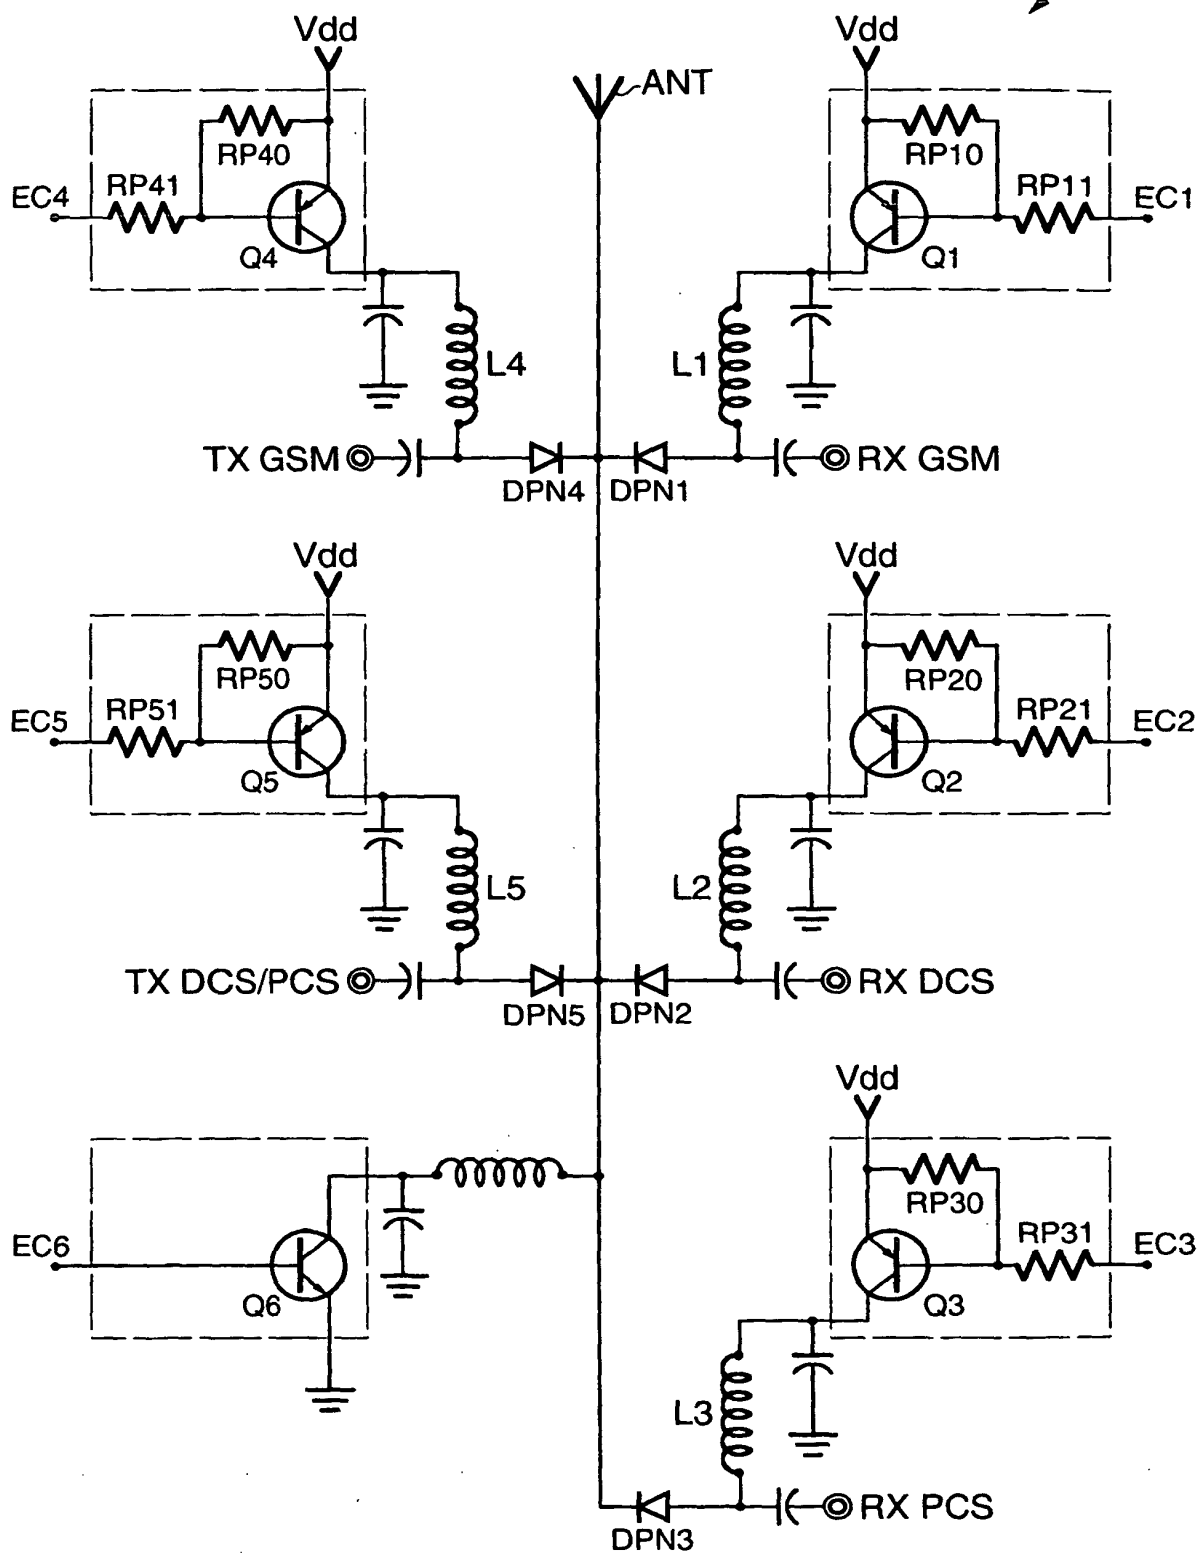 Vdd
Vdd
ANT
RP40
RP10
RP41
RP11
EC4
EC1
Q4
Q1
L4
L1
TX GSM
RX GSM
DPN4
DPN1
Vdd
Vdd
RP50
RP20
RP51
RP21
EC5
EC2
Q5
Q2
L5
L2
TX DCS/PCS
RX DCS
DPN5
DPN2
Vdd
RP30
RP31
EC6
EC3
Q6
Q3
L3
RX PCS
DPN3